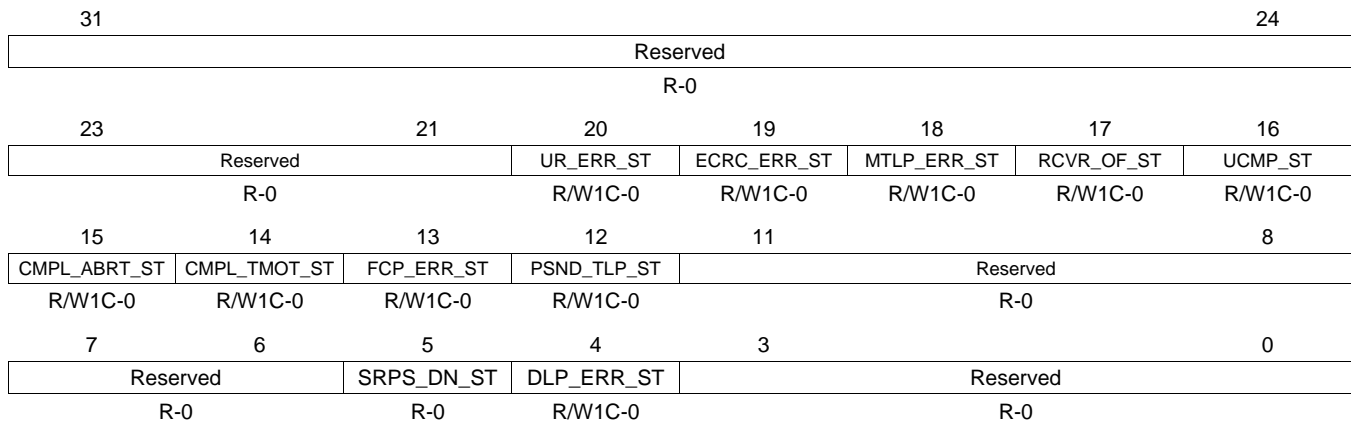 31 24
Reserved
R-0
23 21 20 19 18 17 16
Reserved UR_ERR_ST ECRC_ERR_ST MTLP_ERR_ST RCVR_OF_ST UCMP_ST
R-0 R/W1C-0 R/W1C-0 R/W1C-0 R/W1C-0 R/W1C-0
15 14 13 12 11 8
CMPL_ABRT_ST CMPL_TMOT_ST FCP_ERR_ST PSND_TLP_ST Reserved
R/W1C-0 R/W1C-0 R/W1C-0 R/W1C-0 R-0
7 6 5 4 3 0
Reserved SRPS_DN_ST DLP_ERR_ST Reserved
R-0 R-0 R/W1C-0 R-0